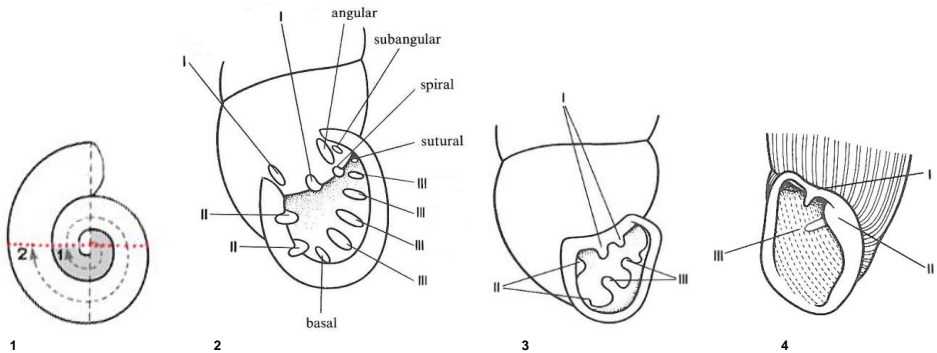 I
angular
subangular
I
spiral
sutural
III
III
II
III
II
III
basal
2
1
I
II
III
I
III
II
1
2
3
4